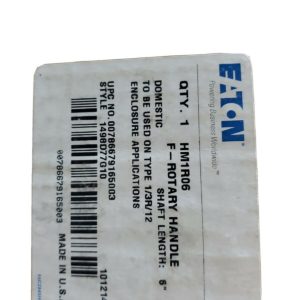 EATON
Powering Business Worldwide
QTY. 1 HM1R06
F-ROTARY HANDLE
SHAFT LENGTH: 6"
DOMESTIC
TO BE USED ON TYPE 1/3R/12
ENCLOSURE APPLICATIONS
UPC NO.00786679165003
STYLE 1498D77G10
00786679165003
MADE IN U.S.